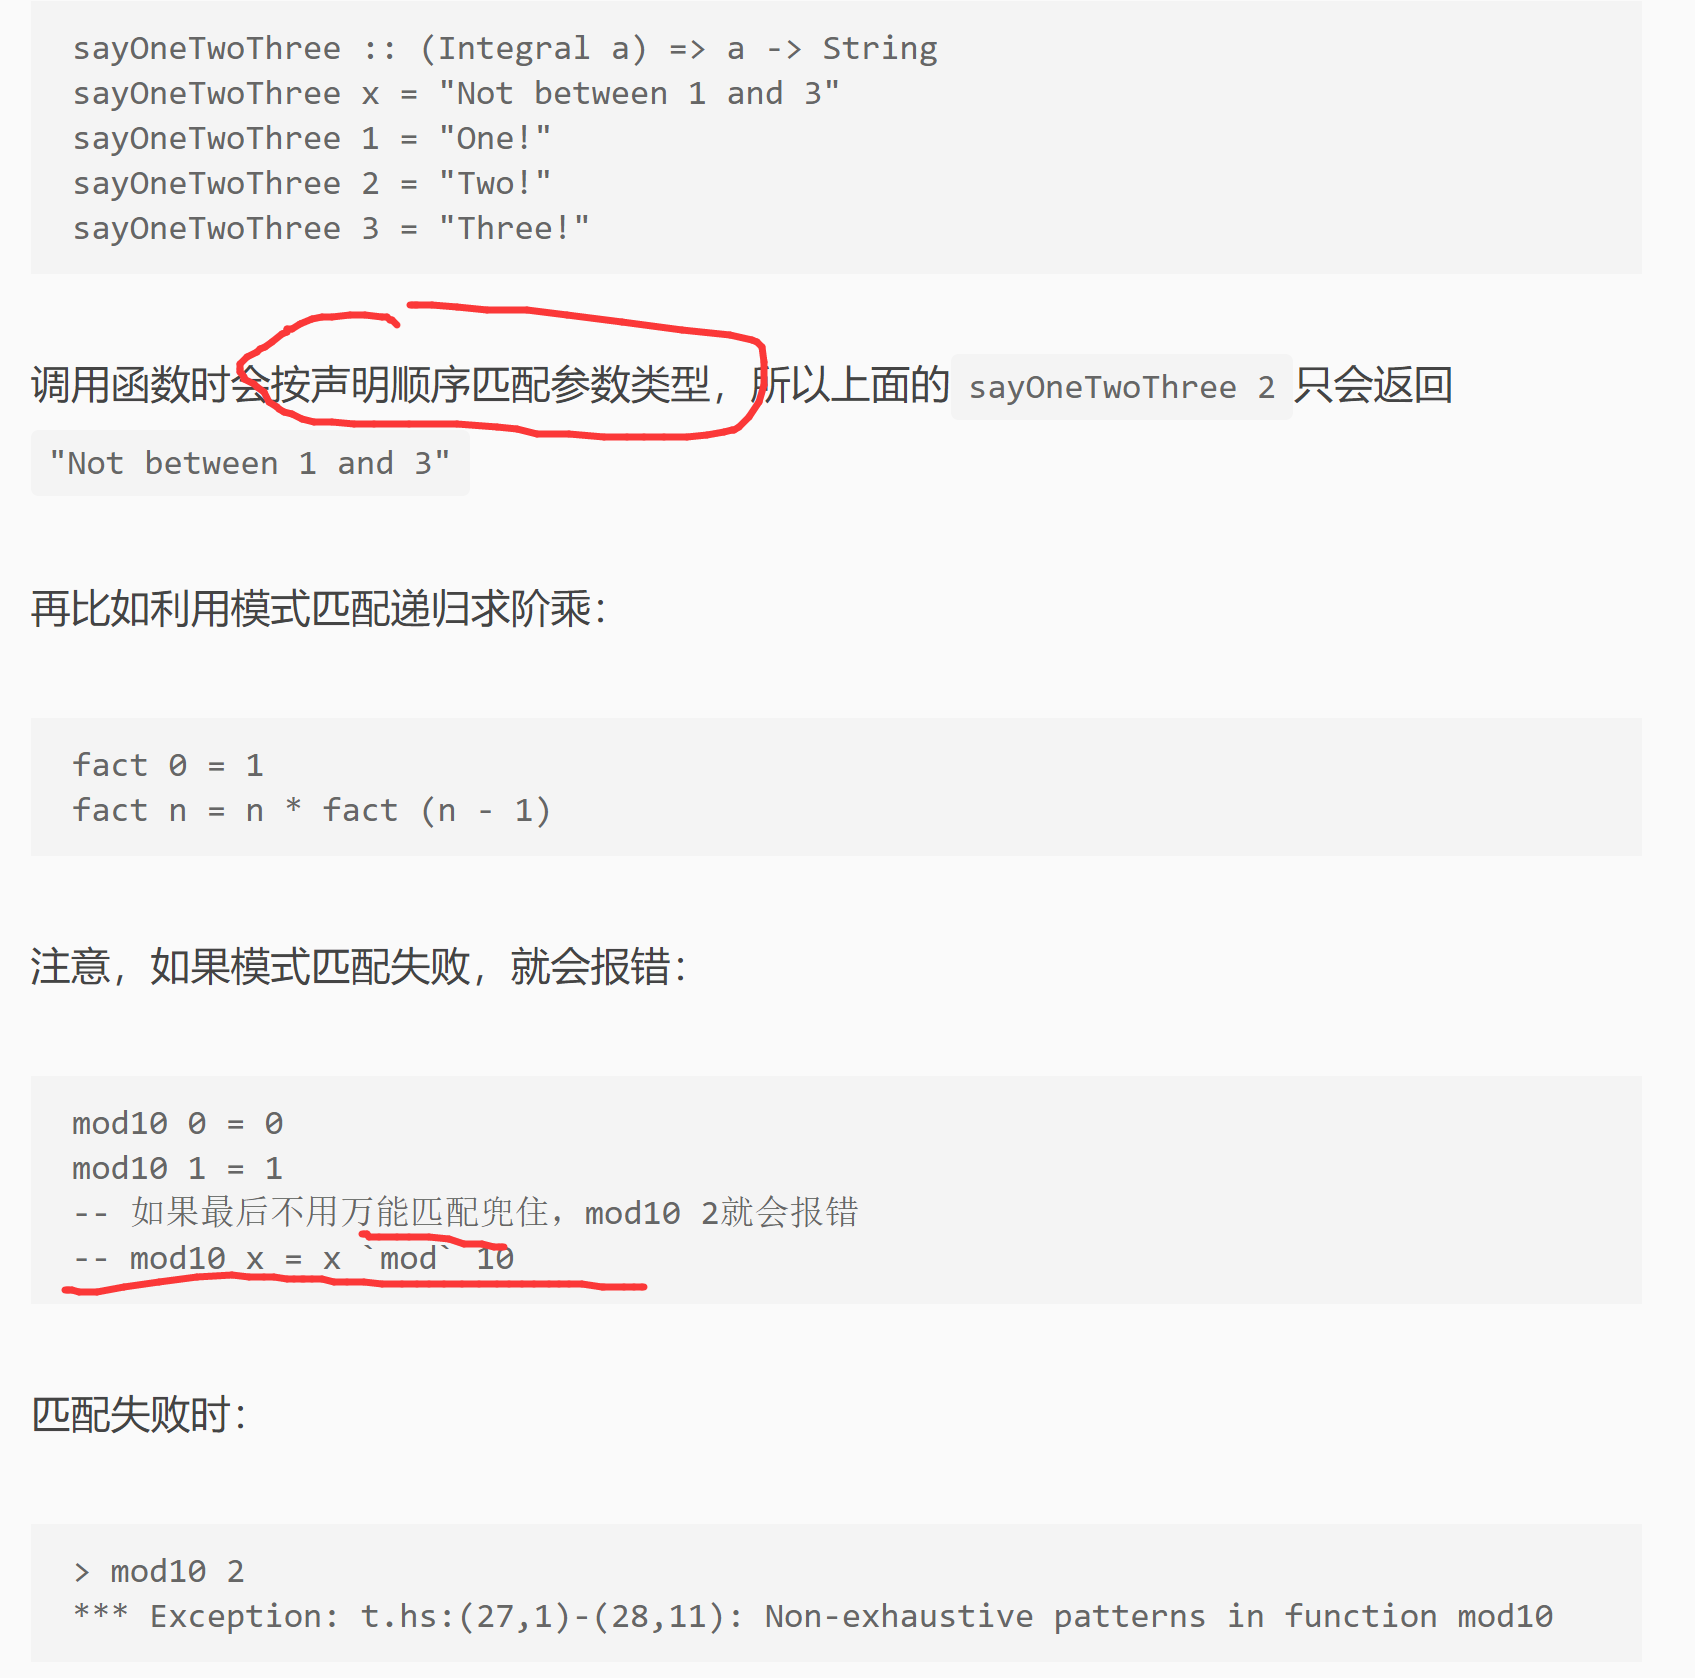 sayOneTwoThree :: (Integral a) => a -> String
sayOneTwoThree x = "Not between 1 and 3"
sayOneTwoThree 1 = "One!"
sayOneTwoThree 2 = "Two!"
sayOneTwoThree 3 = "Three!"
调用函数时会按声明顺序匹配参数类型，所以上面的 sayOneTwoThree 2 只会返回
"Not between 1 and 3"
再比如利用模式匹配递归求阶乘：
fact 0 = 1
fact n = n * fact (n - 1)
注意，如果模式匹配失败，就会报错：
mod10 0 = 0
mod10 1 = 1
-- 如果最后不用万能匹配兜住，mod10 2就会报错
-- mod10 x = x `mod` 10
匹配失败时：
> mod10 2
*** Exception: t.hs:(27,1)-(28,11): Non-exhaustive patterns in function mod10